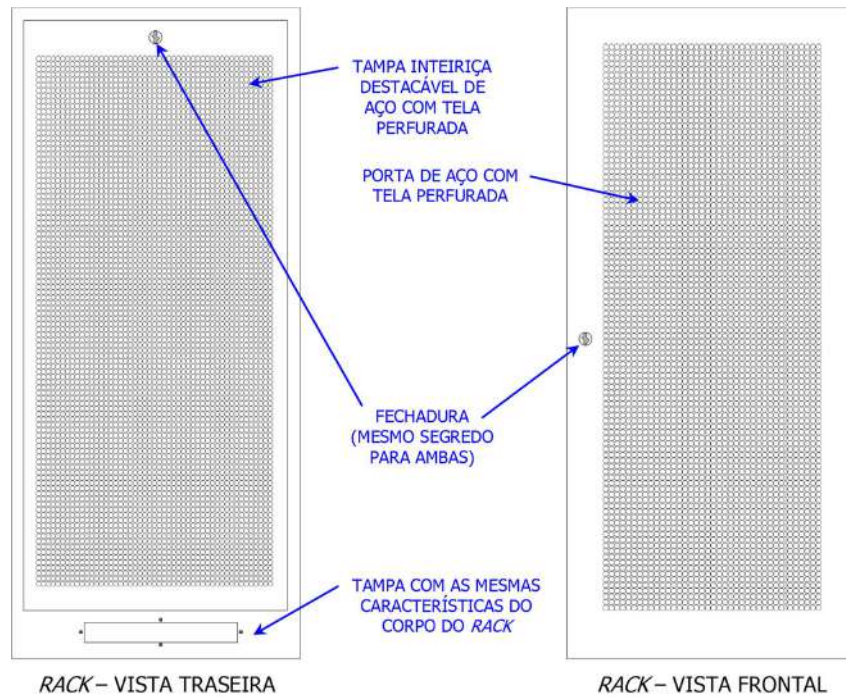 TAMPA INTEIRIÇA
DESTACÁVEL DE
AÇO COM TELA
PERFURADA
PORTA DE AÇO COM
TELA PERFURADA
FECHADURA
(MESMO SEGREDO
PARA AMBAS)
TAMPA COM AS MESMAS
CARACTERÍSTICAS DO
CORPO DO RACK
RACK – VISTA TRASEIRA
RACK – VISTA FRONTAL